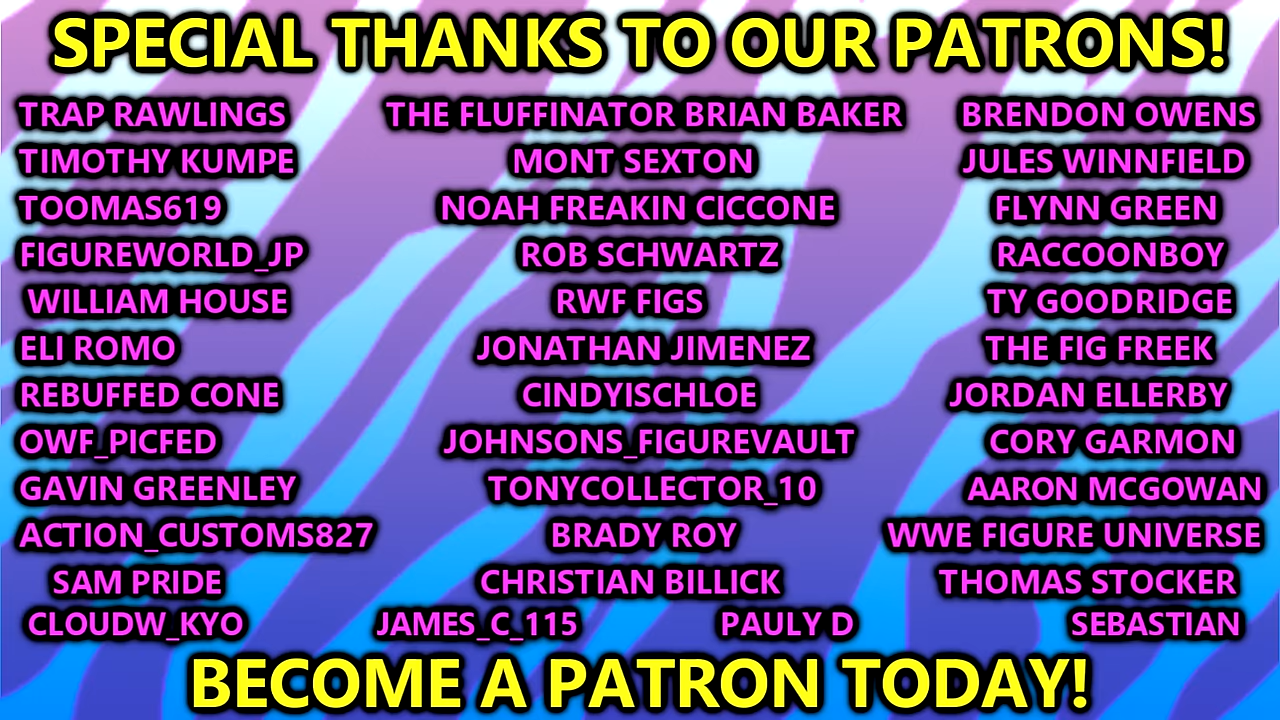 SPECIAL THANKS TO OUR PATRONS!
TRAP RAWLINGS THE FLUFFINATOR BRIAN BAKER BRENDON OWENS
TIMOTHY KUMPE MONT SEXTON JULES WINNFIELD
TOOMAS619 NOAH FREAKIN CICCONE FLYNN GREEN
FIGUREWORLD_JP ROB SCHWARTZ RACCOONBOY
WILLIAM HOUSE RWF FIGS TY GOODRIDGE
ELI ROMO JONATHAN JIMENEZ THE FIG FREEK
REBUFFED CONE CINDYISCHLOE JORDAN ELLERBY
OWF_PICFED JOHNSONS_FIGUREVAULT CORY GARMON
GAVIN GREENLEY TONYCOLLECTOR_10 AARON MCGOWAN
ACTION_CUSTOMS827 BRADY ROY WWE FIGURE UNIVERSE
SAM PRIDE CHRISTIAN BILLICK THOMAS STOCKER
CLOUDW_KYO JAMES_C_115 PAULY D SEBASTIAN
BECOME A PATRON TODAY!